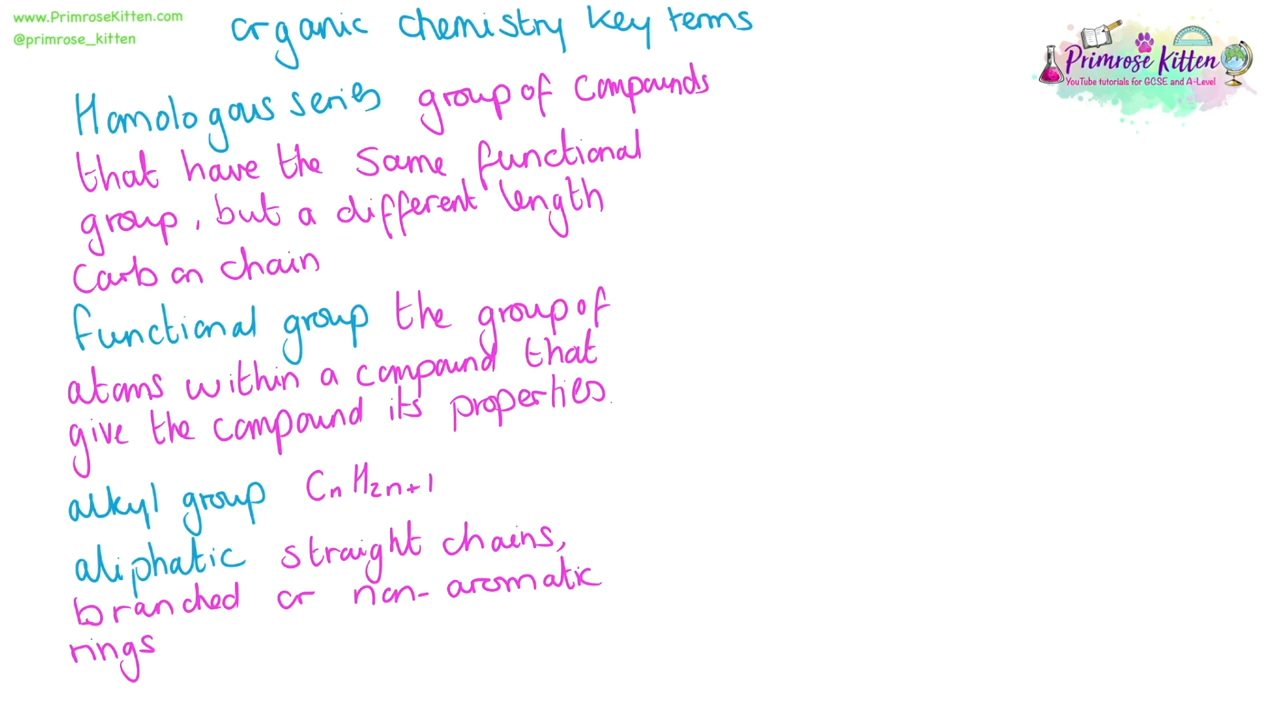 www.PrimroseKitten.com
@primrose_kitten
organic chemistry key terms
Primrose Kitten
YouTube tutorials for GCSE and A-Level
Homologous series group of compounds
that have the same functional
group, but a different length
carbon chain
functional group the group of
atoms within a compound that
give the compound its properties.
alkyl group CnH2n+1
aliphatic straight chains,
branched or non-aromatic
rings